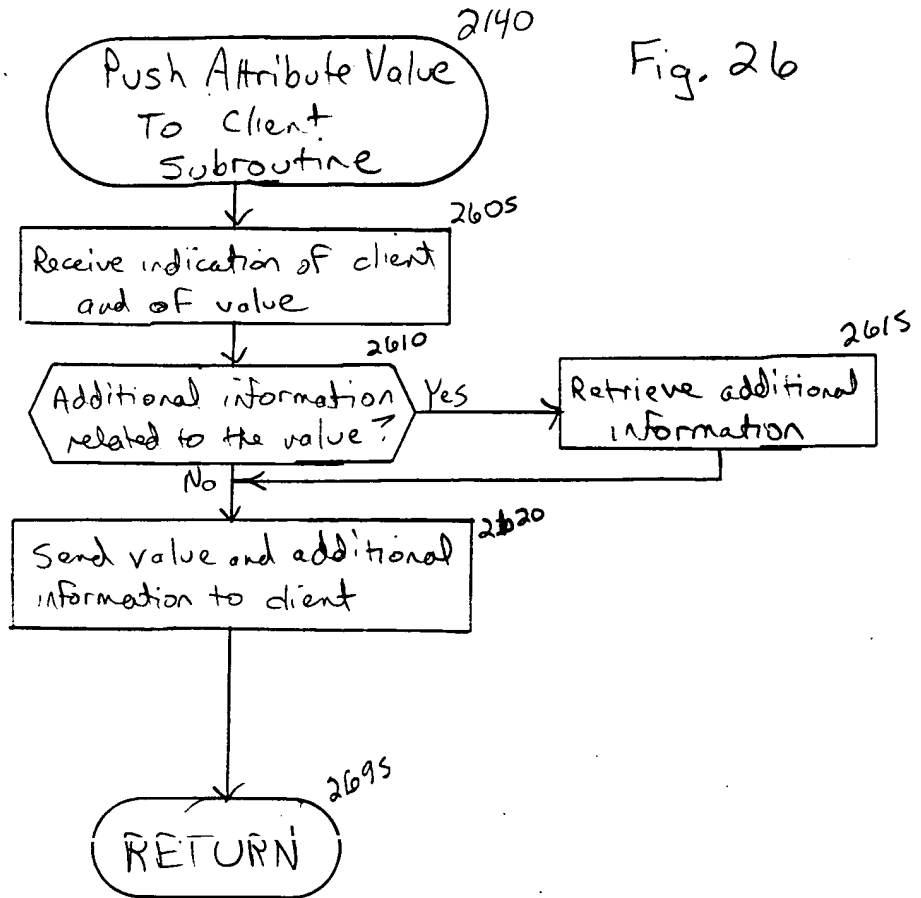 2140
Fig. 26
Push Attribute Value
To Client
Subroutine
2605
Receive indication of client
and of value
2610
2615
Additional information
related to the value?
Yes
Retrieve additional
information
No
2620
Send value and additional
information to client
2695
RETURN